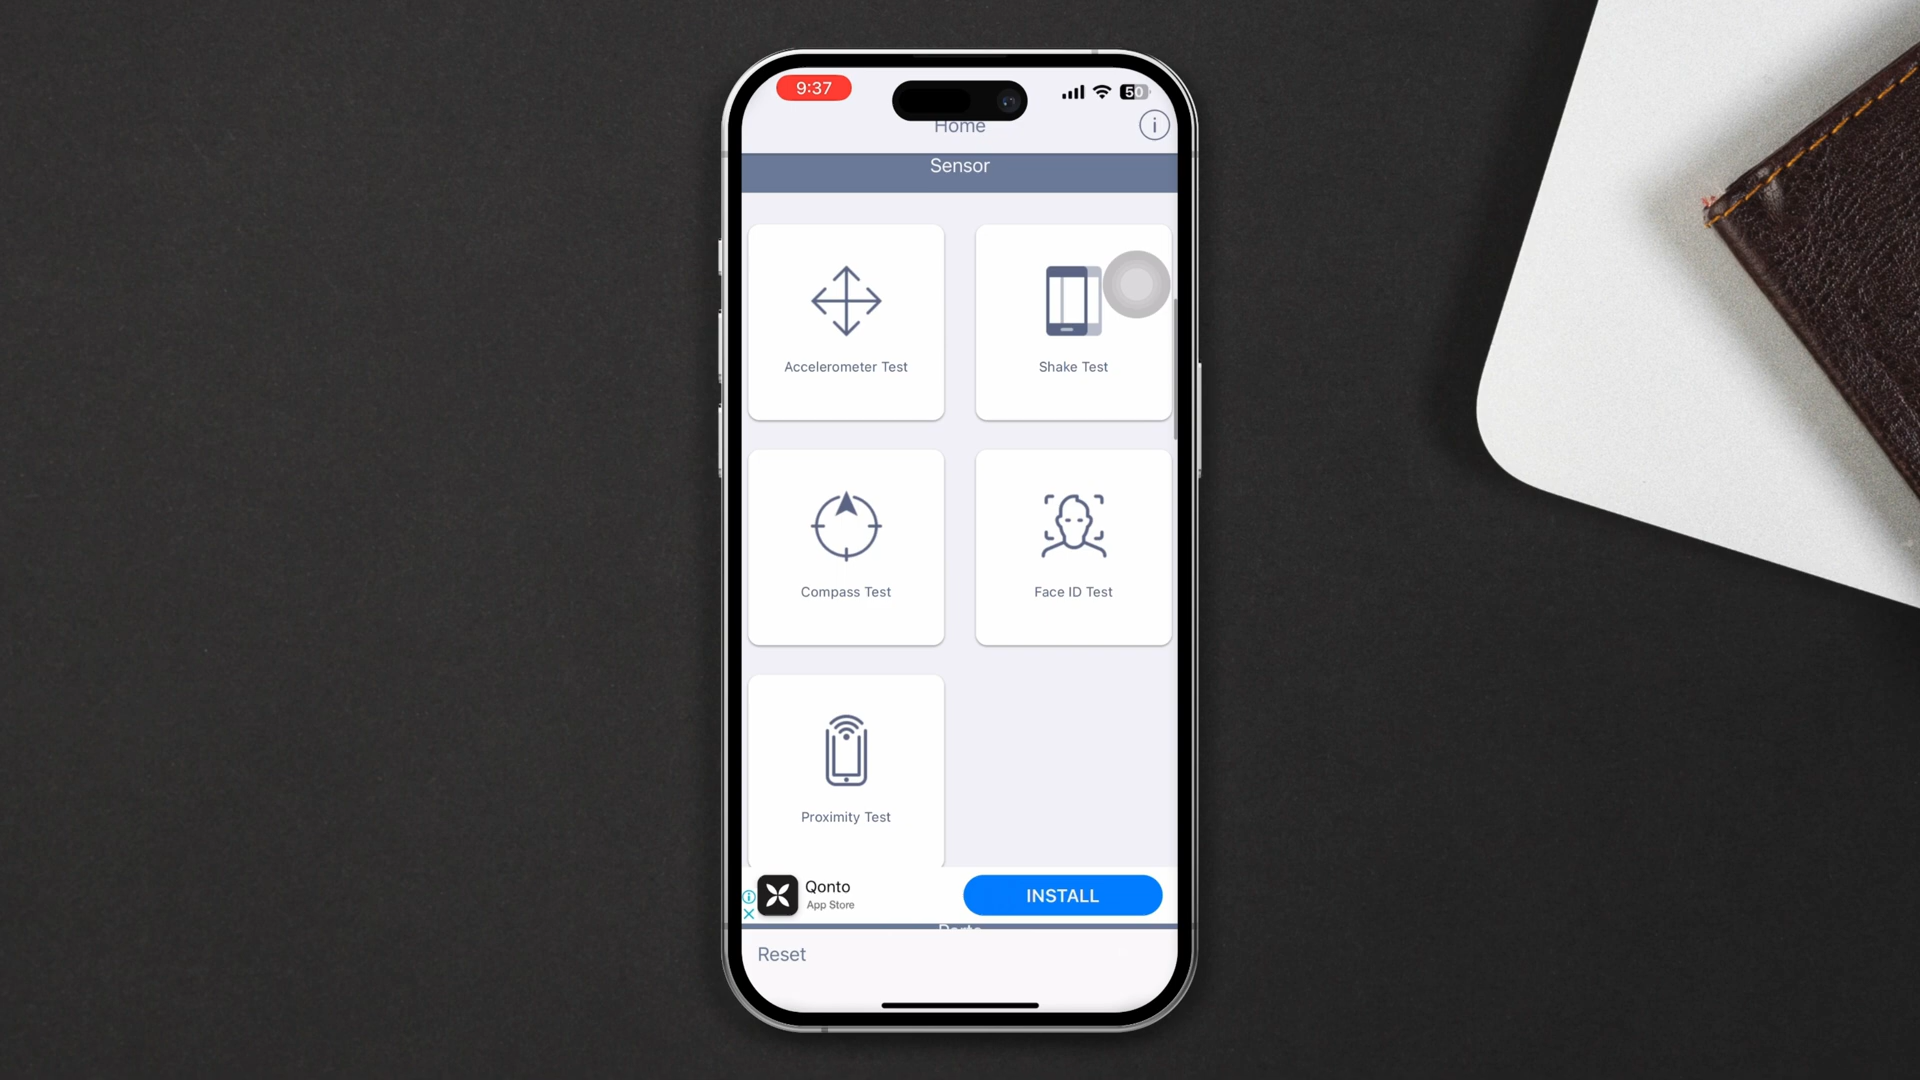 9:37
50
Home
Sensor
Accelerometer Test
Shake Test
Compass Test
Face ID Test
Proximity Test
Qonto
App Store
INSTALL
Reset